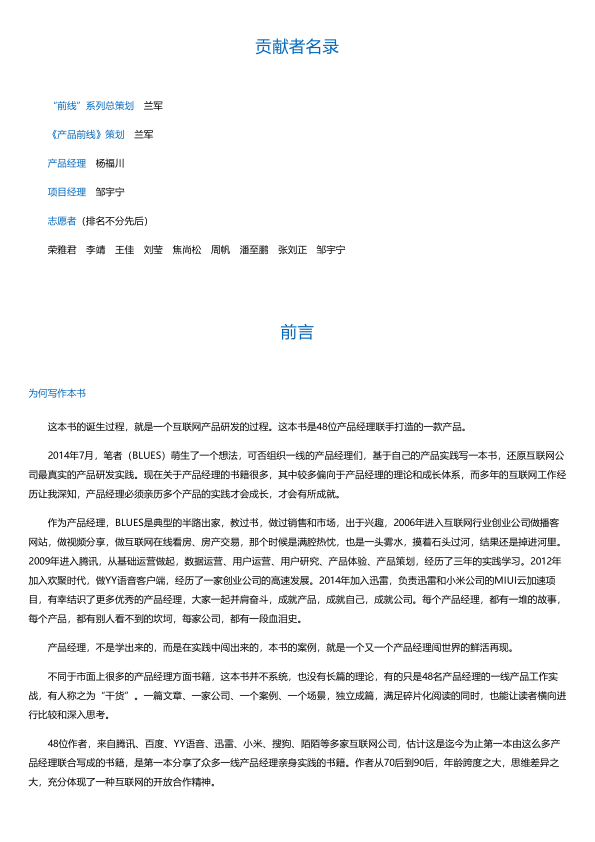 贡献者名录
“前线”系列总策划　兰军
《产品前线》策划　兰军
产品经理　杨福川
项目经理　邹宇宁
志愿者（排名不分先后）
荣雅君　李靖　王佳　刘莹　焦尚松　周帆　潘至鹏　张刘正　邹宇宁
前言
为何写作本书
这本书的诞生过程，就是一个互联网产品研发的过程。这本书是48位产品经理联手打造的一款产品。
2014年7月，笔者（BLUES）萌生了一个想法，可否组织一线的产品经理们，基于自己的产品实践写一本书，还原互联网公
司最真实的产品研发实践。现在关于产品经理的书籍很多，其中较多偏向于产品经理的理论和成长体系，而多年的互联网工作经
历让我深知，产品经理必须亲历多个产品的实践才会成长，才会有所成就。
作为产品经理，BLUES是典型的半路出家，教过书，做过销售和市场，出于兴趣，2006年进入互联网行业创业公司做播客
网站，做视频分享，做互联网在线看房、房产交易，那个时候是满腔热忱，也是一头雾水，摸着石头过河，结果还是掉进河里。
2009年进入腾讯，从基础运营做起，数据运营、用户运营、用户研究、产品体验、产品策划，经历了三年的实践学习。2012年
加入欢聚时代，做YY语音客户端，经历了一家创业公司的高速发展。2014年加入迅雷，负责迅雷和小米公司的MIUI云加速项
目，有幸结识了更多优秀的产品经理，大家一起并肩奋斗，成就产品，成就自己，成就公司。每个产品经理，都有一堆的故事，
每个产品，都有别人看不到的坎坷，每家公司，都有一段血泪史。
产品经理，不是学出来的，而是在实践中闯出来的，本书的案例，就是一个又一个产品经理闯世界的鲜活再现。
不同于市面上很多的产品经理方面书籍，这本书并不系统，也没有长篇的理论，有的只是48名产品经理的一线产品工作实
战，有人称之为“干货”。一篇文章、一家公司、一个案例、一个场景，独立成篇，满足碎片化阅读的同时，也能让读者横向进
行比较和深入思考。
48位作者，来自腾讯、百度、YY语音、迅雷、小米、搜狗、陌陌等多家互联网公司，估计这是迄今为止第一本由这么多产
品经理联合写成的书籍，是第一本分享了众多一线产品经理亲身实践的书籍。作者从70后到90后，年龄跨度之大，思维差异之
大，充分体现了一种互联网的开放合作精神。